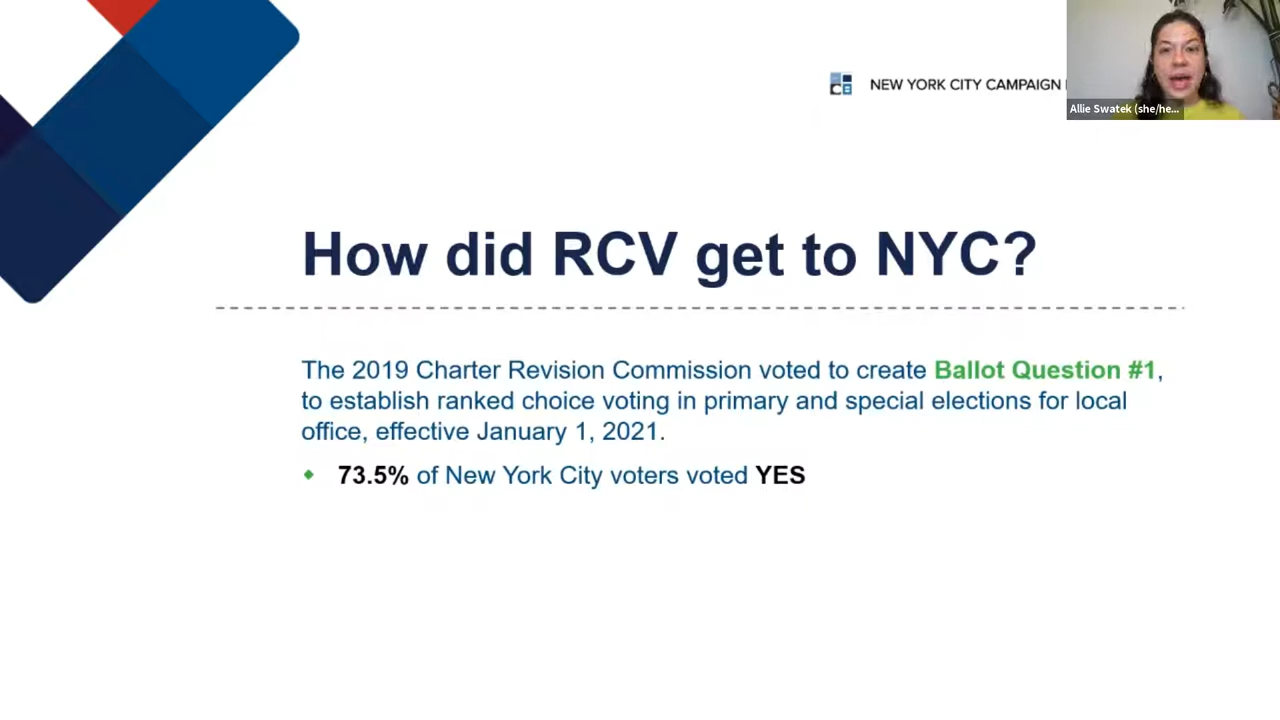 NEW YORK CITY CAMPAIGN
Allie Swatek (she/he...
How did RCV get to NYC?
The 2019 Charter Revision Commission voted to create Ballot Question #1,
to establish ranked choice voting in primary and special elections for local
office, effective January 1, 2021.
73.5% of New York City voters voted YES